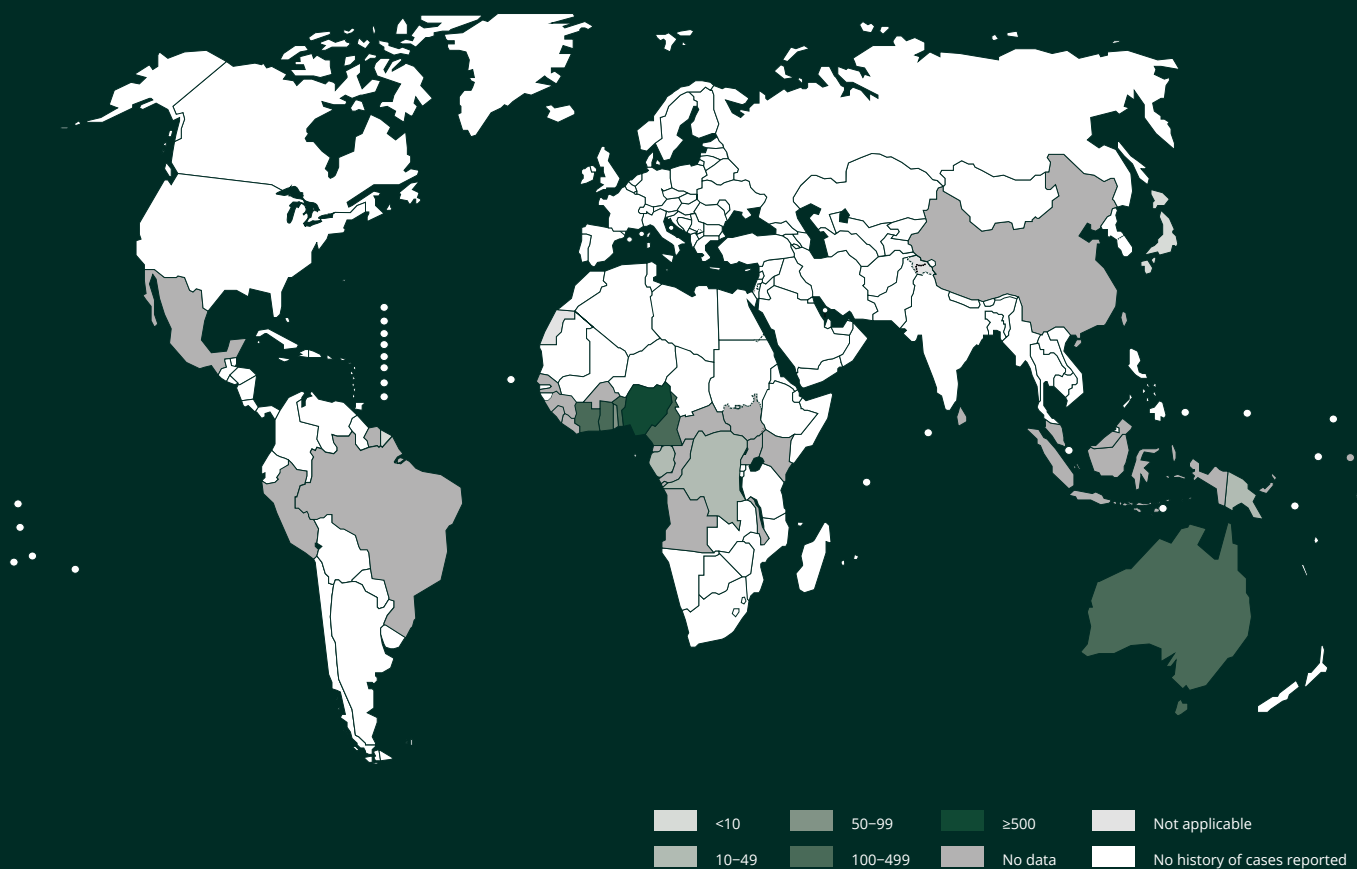 <10
50–99
≥500
Not applicable
10–49
100–499
No data
No history of cases reported